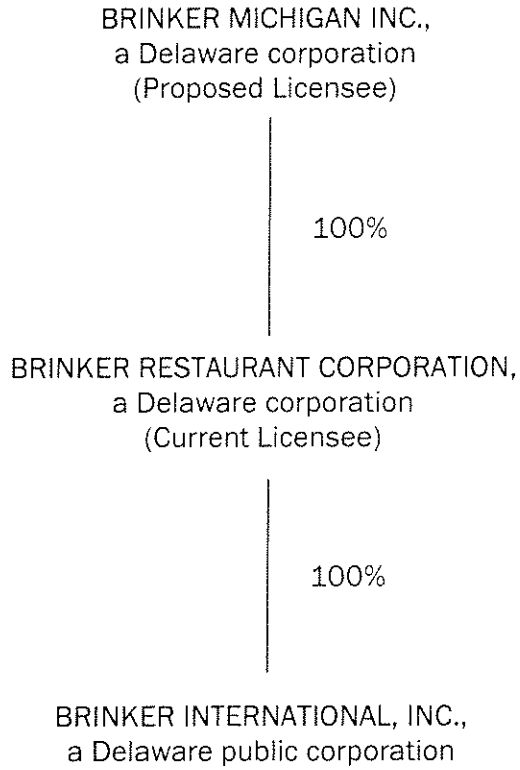 BRINKER MICHIGAN INC.,
a Delaware corporation
(Proposed Licensee)
100%
BRINKER RESTAURANT CORPORATION,
a Delaware corporation
(Current Licensee)
100%
BRINKER INTERNATIONAL, INC.,
a Delaware public corporation